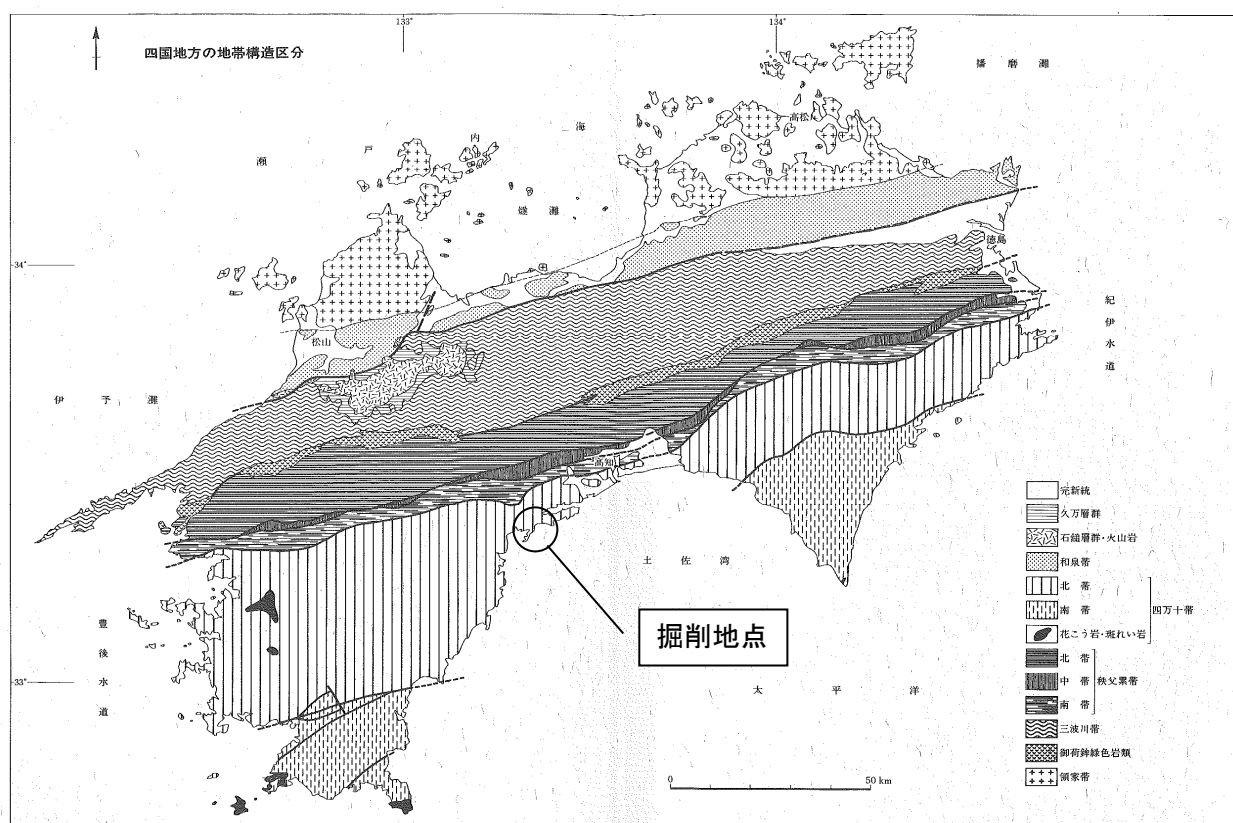 133°
134°
四国地方の地帯構造区分
播磨灘
高松
瀬戸内海
燧灘
34°
徳島
紀伊水道
松山
伊予灘
高知
土佐湾
掘削地点
豊後水道
33°
太平洋
0
50 km
完新統
久万層群
石鎚層群・火山岩
和泉帯
北帯
南帯
四万十帯
花こう岩・斑れい岩
北帯
中帯
秩父累帯
南帯
三波川帯
御荷鉾緑色岩類
領家帯